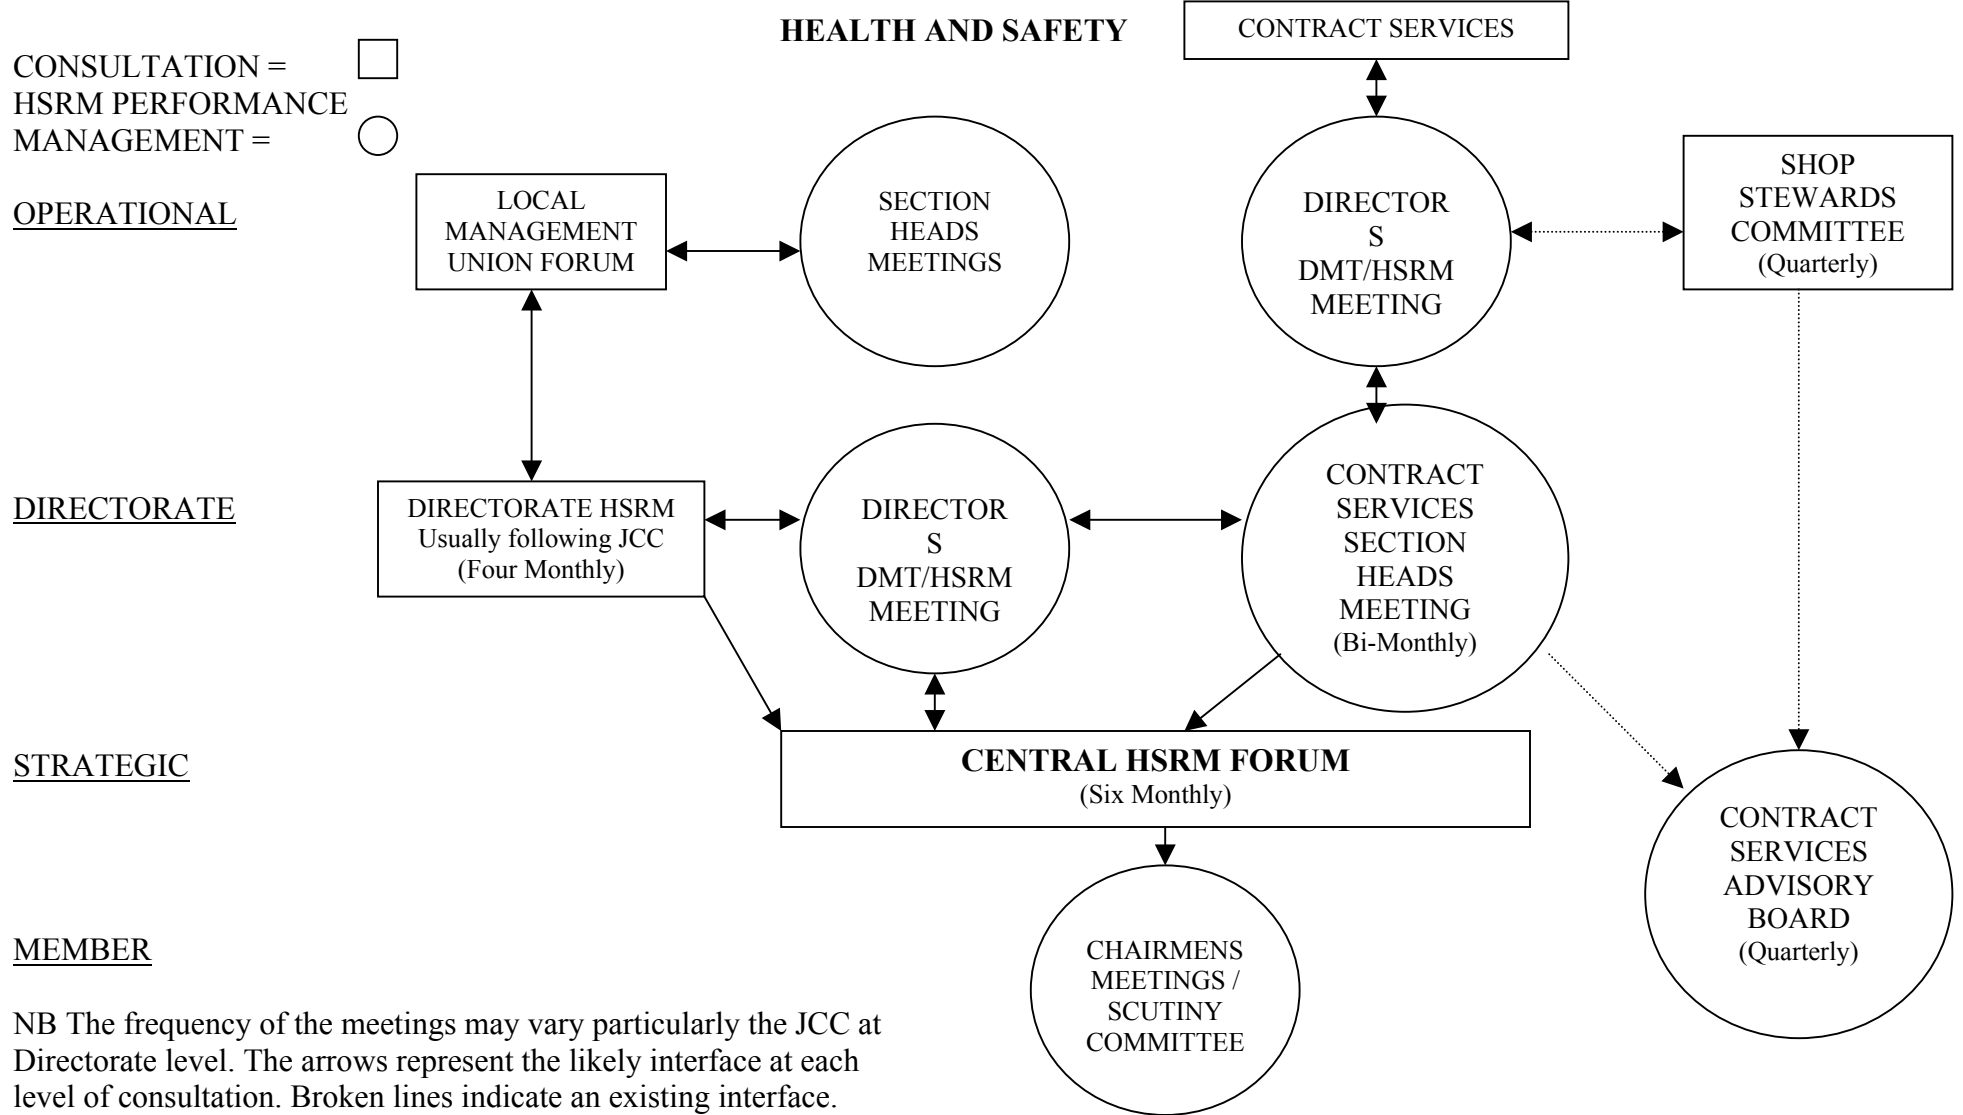 HEALTH AND SAFETY
CONTRACT SERVICES
CONSULTATION =
HSRM PERFORMANCE
MANAGEMENT =
OPERATIONAL
LOCAL
MANAGEMENT
UNION FORUM
SECTION
HEADS
MEETINGS
DIRECTOR
S
DMT/HSRM
MEETING
SHOP
STEWARDS
COMMITTEE
(Quarterly)
DIRECTORATE
DIRECTORATE HSRM
Usually following JCC
(Four Monthly)
DIRECTOR
S
DMT/HSRM
MEETING
CONTRACT
SERVICES
SECTION
HEADS
MEETING
(Bi-Monthly)
STRATEGIC
CENTRAL HSRM FORUM
(Six Monthly)
CONTRACT
SERVICES
ADVISORY
BOARD
(Quarterly)
MEMBER
CHAIRMENS
MEETINGS /
SCUTINY
COMMITTEE
NB The frequency of the meetings may vary particularly the JCC at
Directorate level. The arrows represent the likely interface at each
level of consultation. Broken lines indicate an existing interface.